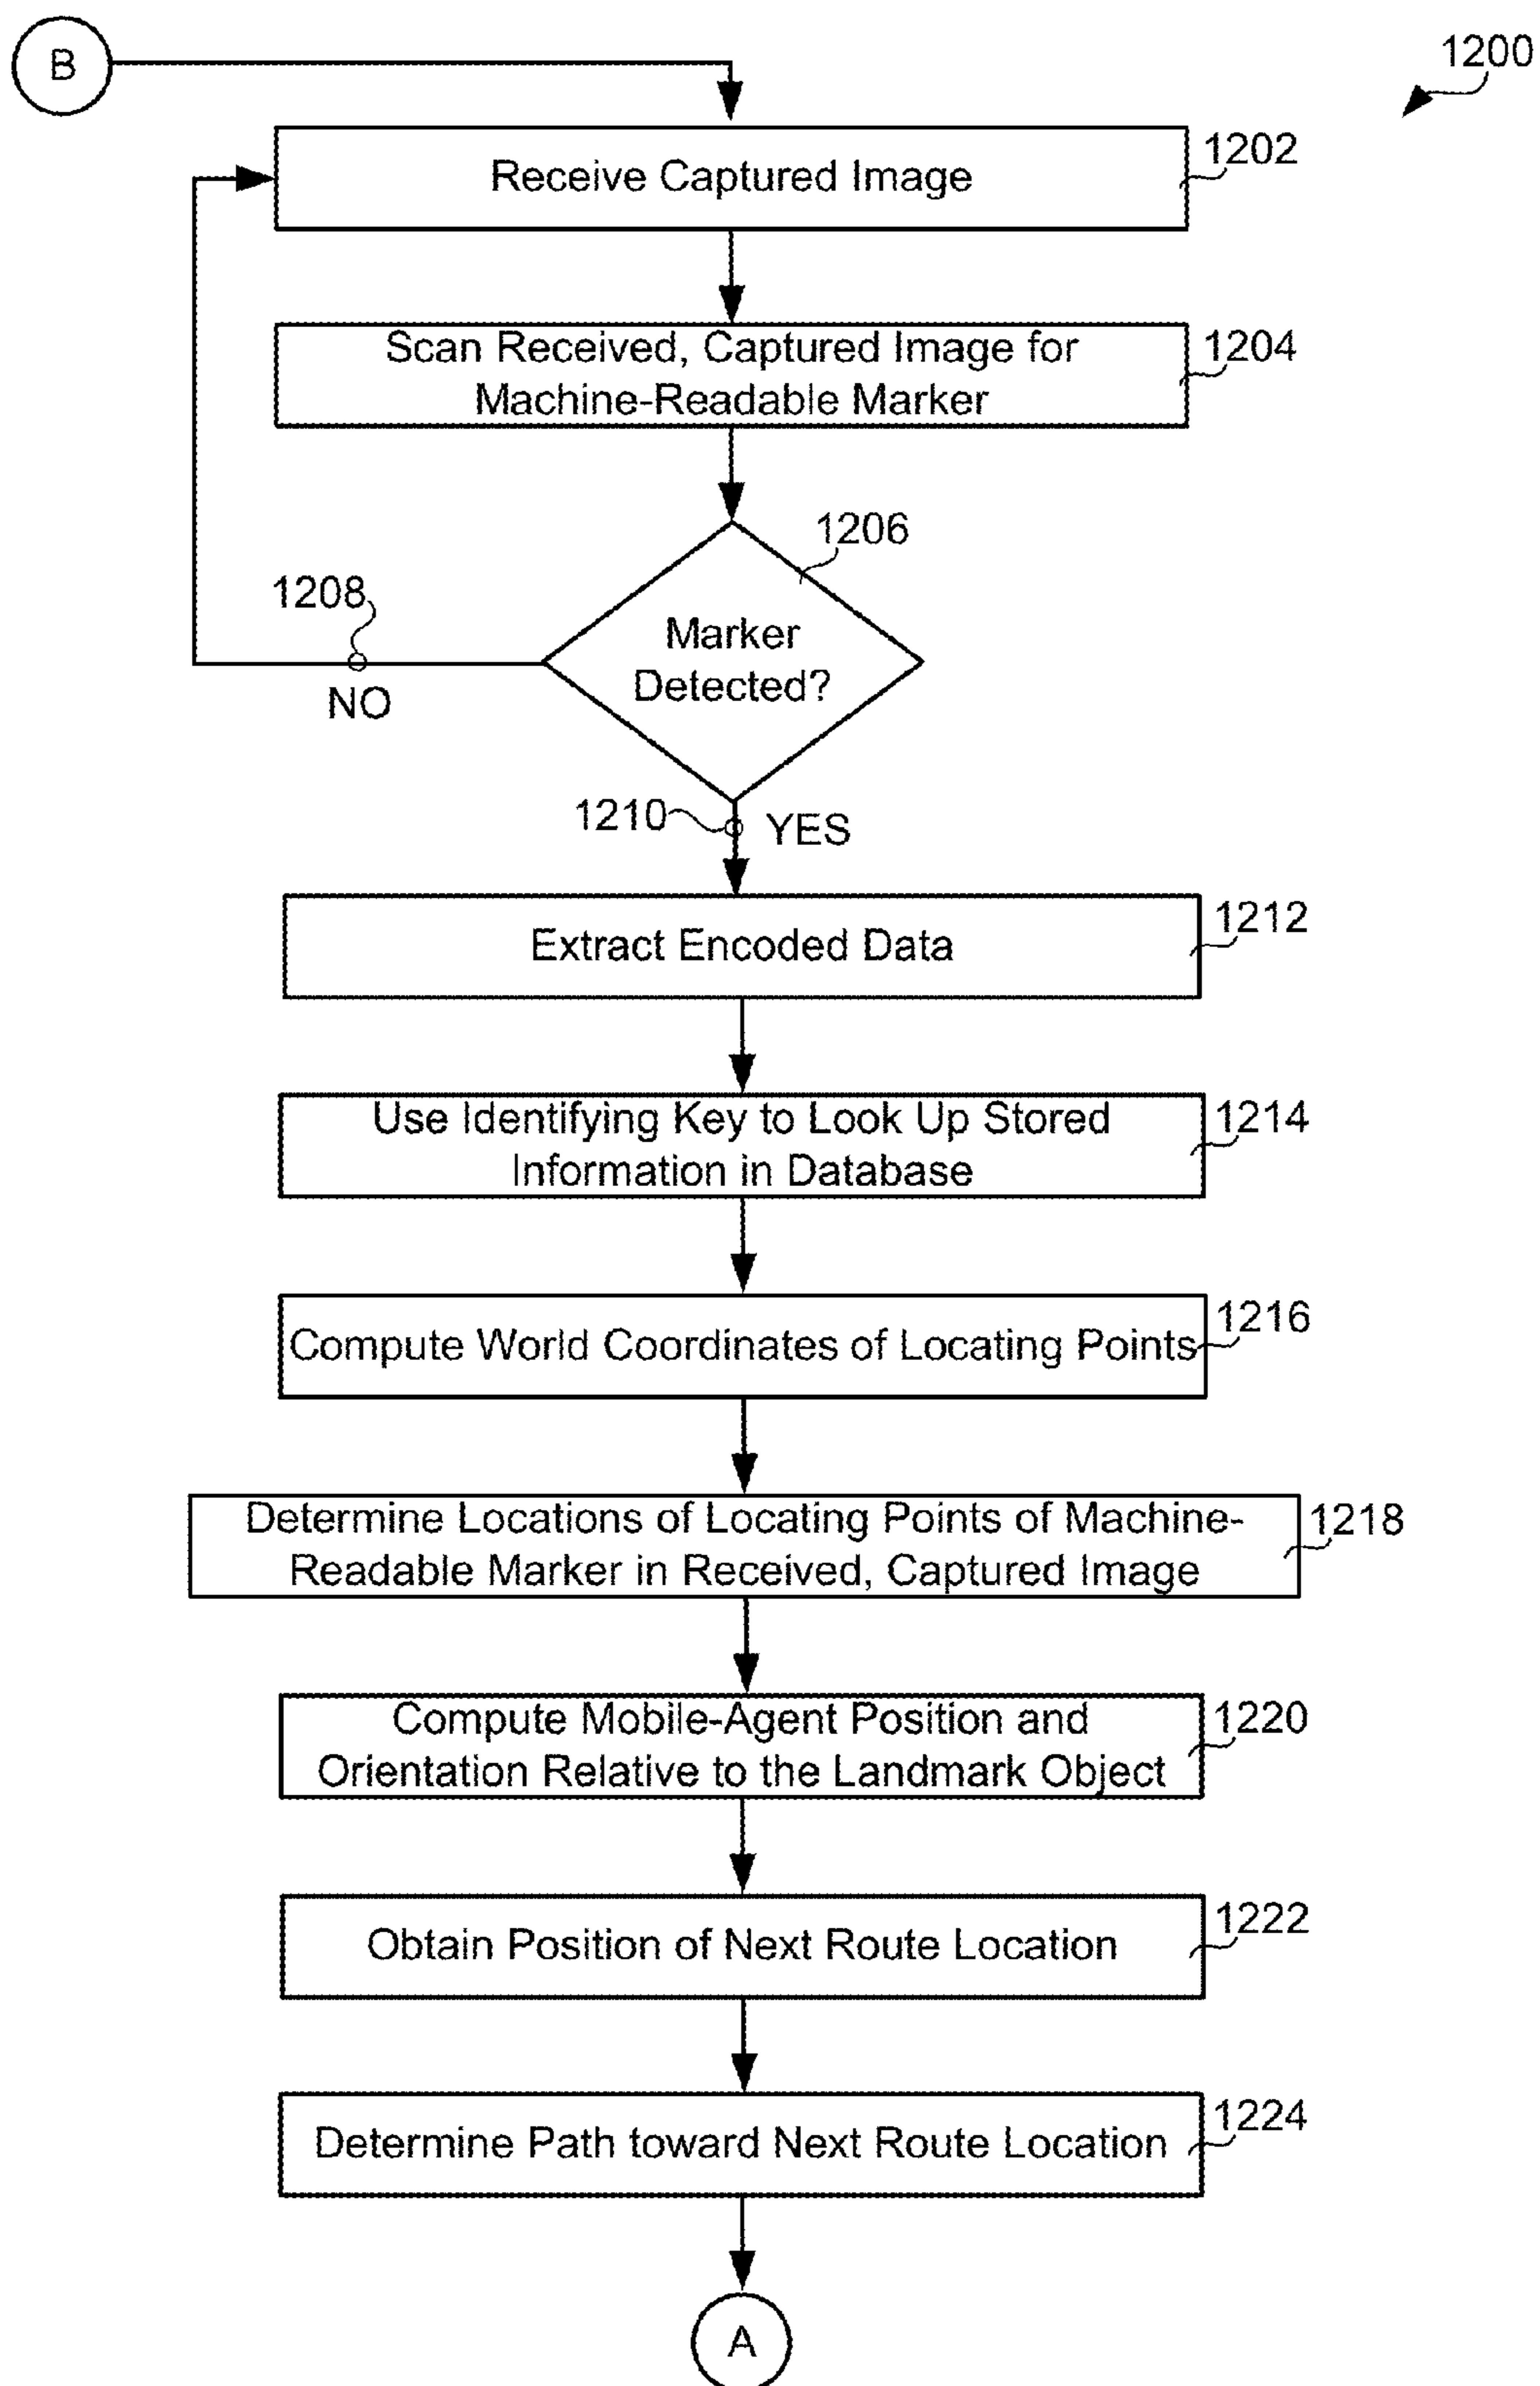 B
1200
Receive Captured Image
1202
Scan Received, Captured Image for
Machine-Readable Marker
1204
1206
Marker
Detected?
1208
NO
1210
YES
Extract Encoded Data
1212
Use Identifying Key to Look Up Stored
Information in Database
1214
Compute World Coordinates of Locating Points
1216
Determine Locations of Locating Points of Machine-
Readable Marker in Received, Captured Image
1218
Compute Mobile-Agent Position and
Orientation Relative to the Landmark Object
1220
Obtain Position of Next Route Location
1222
Determine Path toward Next Route Location
1224
A